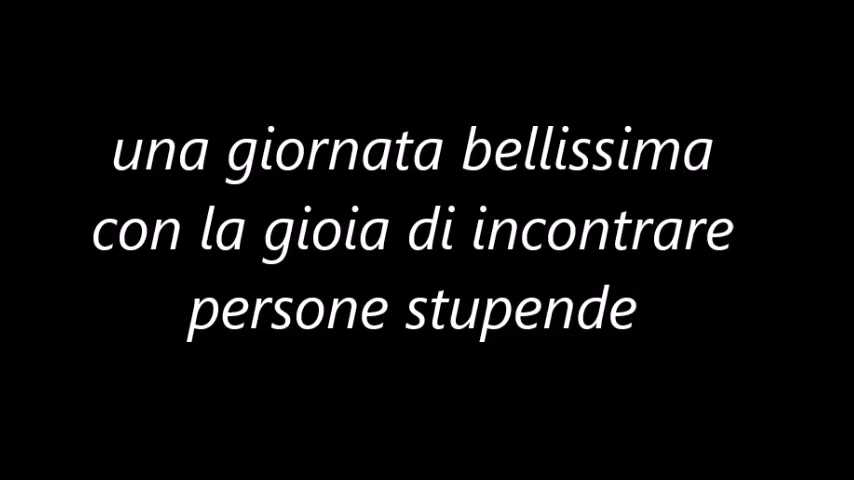 una giornata bellissima
con la gioia di incontrare
persone stupende